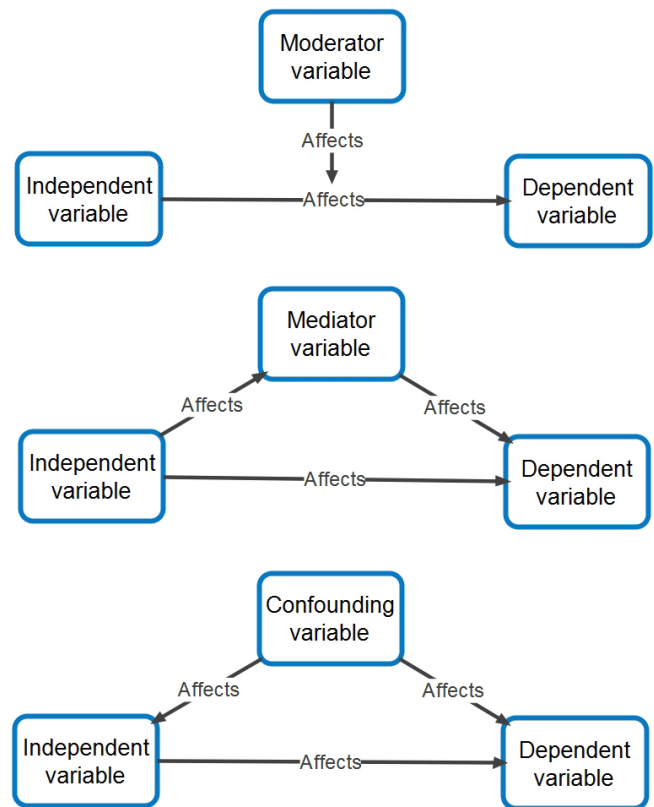 Moderator
variable
Affects
Independent
variable
Affects
Dependent
variable
Mediator
variable
Affects
Affects
Independent
variable
Affects
Dependent
variable
Confounding
variable
Affects
Affects
Independent
variable
Affects
Dependent
variable